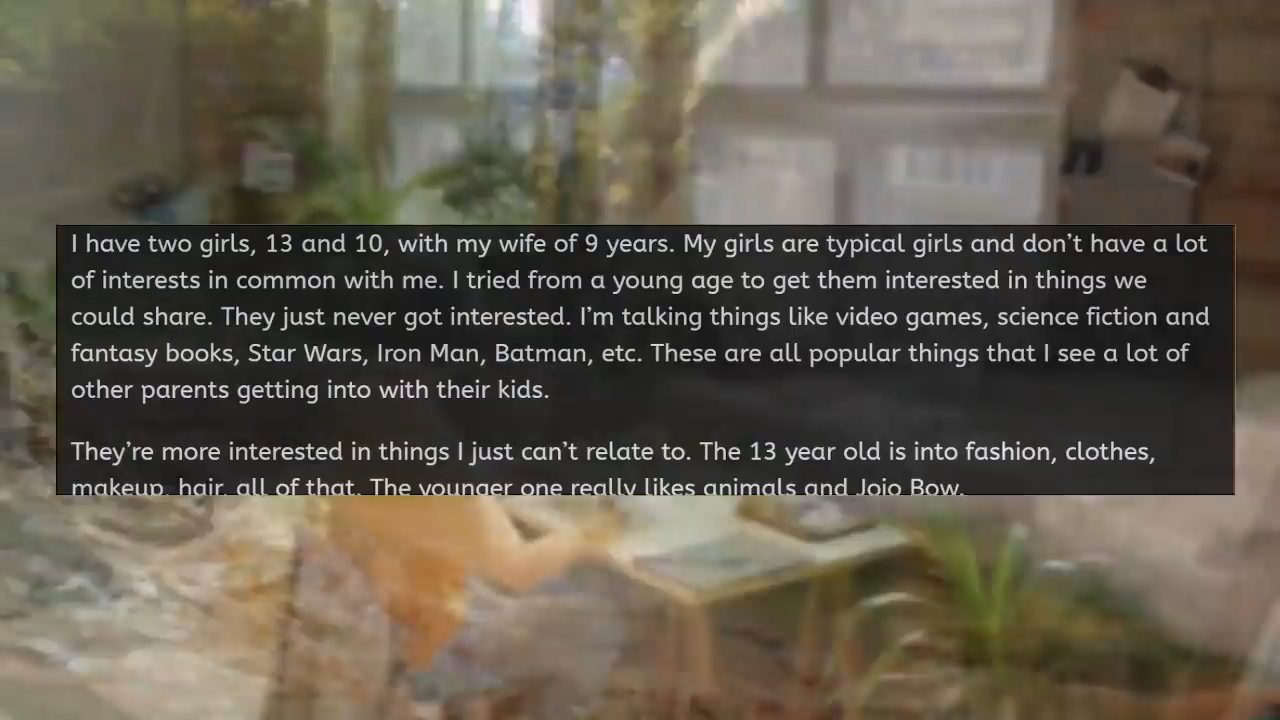 I have two girls, 13 and 10, with my wife of 9 years. My girls are typical girls and don’t have a lot
of interests in common with me. I tried from a young age to get them interested in things we
could share. They just never got interested. I’m talking things like video games, science fiction and
fantasy books, Star Wars, Iron Man, Batman, etc. These are all popular things that I see a lot of
other parents getting into with their kids.
They’re more interested in things I just can’t relate to. The 13 year old is into fashion, clothes,
makeup, hair, all of that. The younger one really likes animals and Jojo Bow.